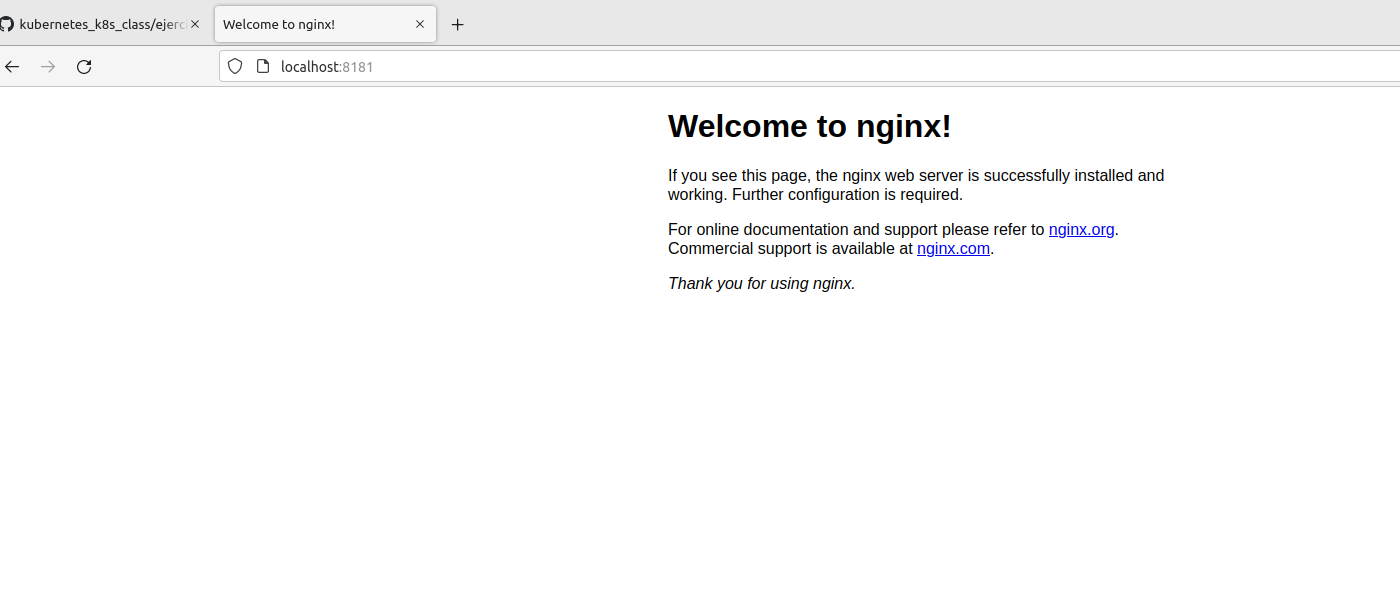 kubernetes_k8s_class/ejerc
Welcome to nginx!
localhost:8181
Welcome to nginx!
If you see this page, the nginx web server is successfully installed and
working. Further configuration is required.
For online documentation and support please refer to nginx.org.
Commercial support is available at nginx.com.
Thank you for using nginx.